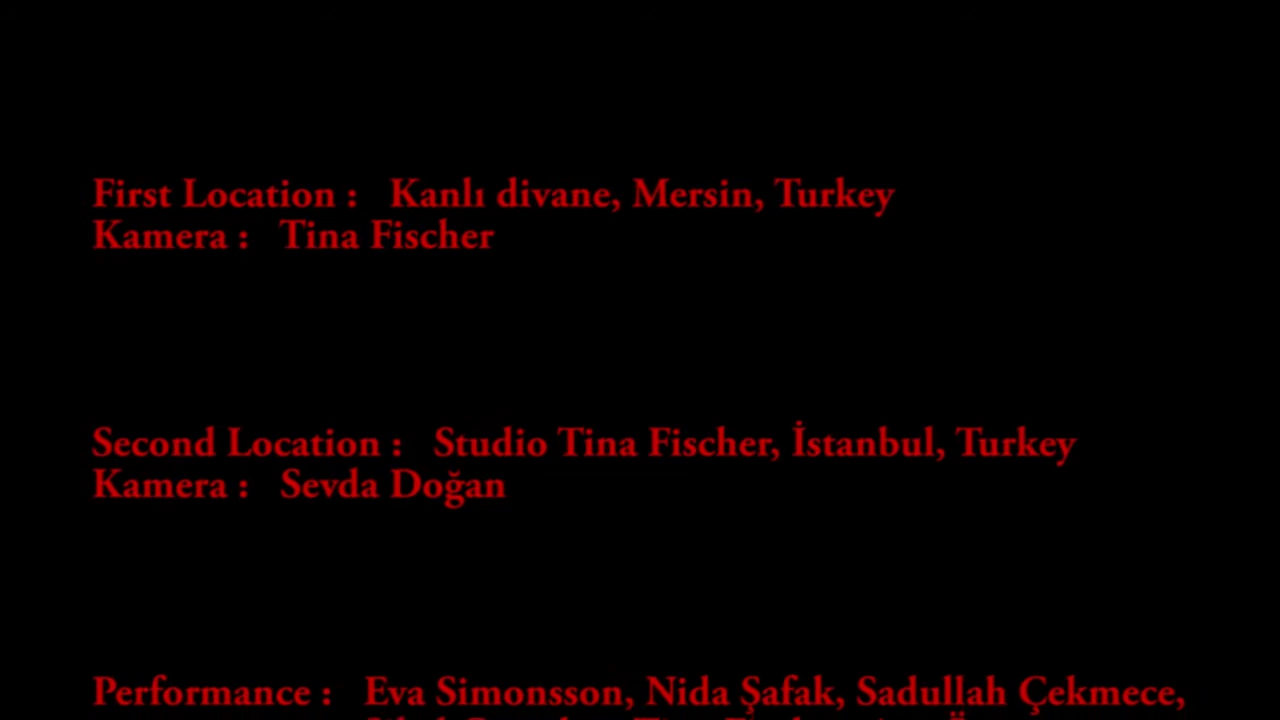 First Location : Kanlı divane, Mersin, Turkey
Kamera : Tina Fischer
Second Location : Studio Tina Fischer, İstanbul, Turkey
Kamera : Sevda Doğan
Performance : Eva Simonsson, Nida Şafak, Sadullah Çekmece,